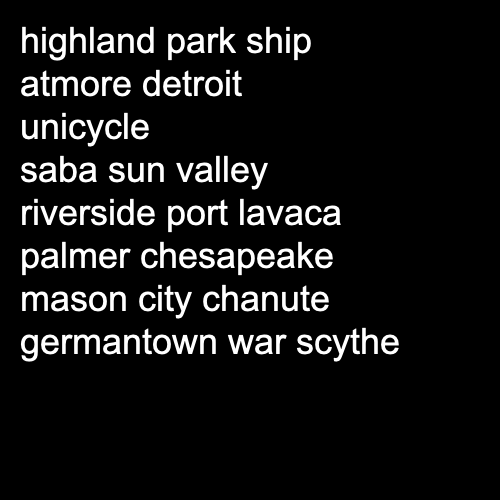 highland park ship
atmore detroit
unicycle
saba sun valley
riverside port lavaca
palmer chesapeake
mason city chanute
germantown war scythe